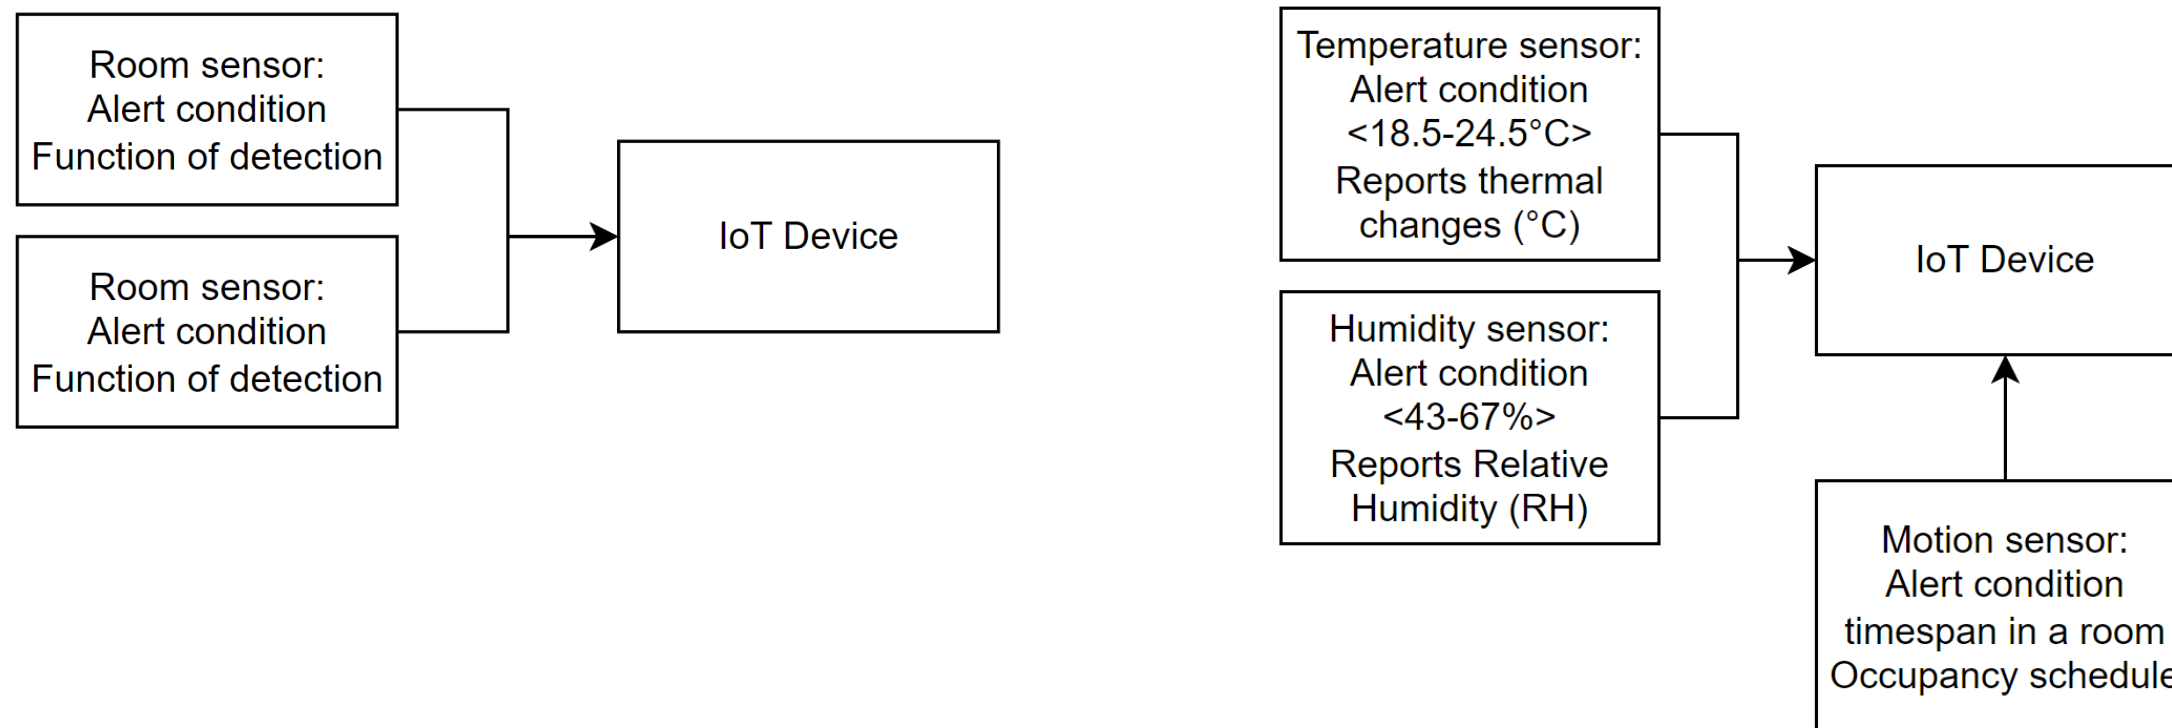 Room sensor:
Alert condition
Function of detection
Room sensor:
Alert condition
Function of detection
IoT Device
Temperature sensor:
Alert condition
<18.5-24.5°C>
Reports thermal
changes (°C)
Humidity sensor:
Alert condition
<43-67%>
Reports Relative
Humidity (RH)
IoT Device
Motion sensor:
Alert condition
timespan in a room
Occupancy schedule